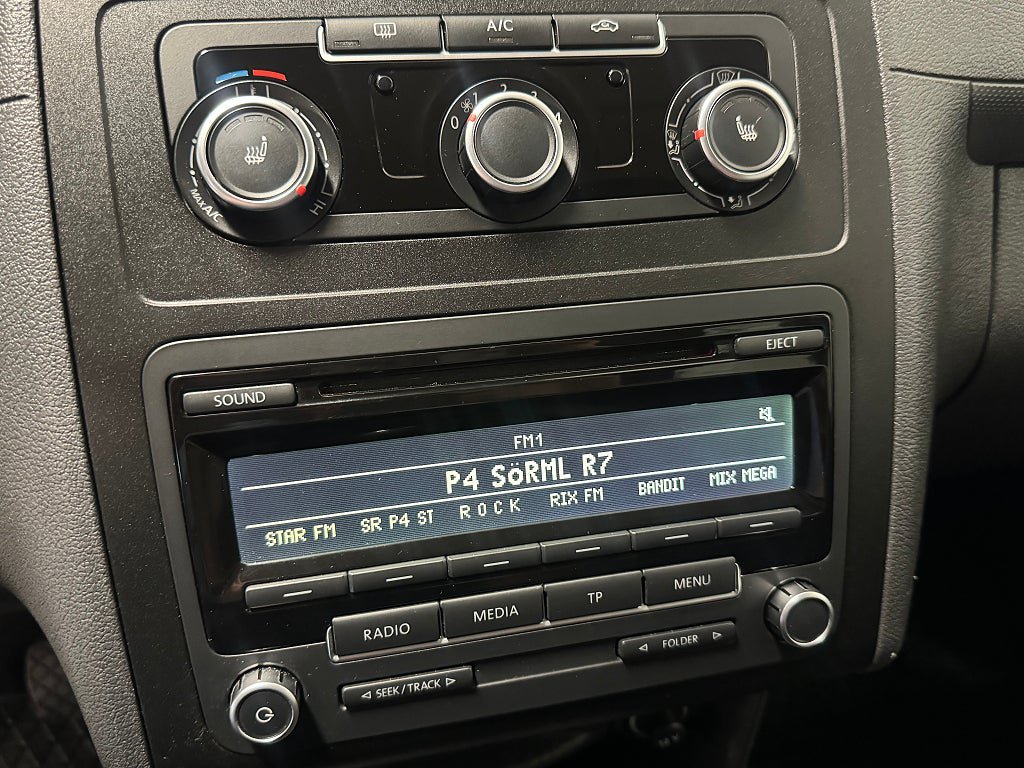 A/C
0 1 2 3 4
MAX A/C
HI
EJECT
SOUND
FM1
P4 SöRML R7
STAR FM SR P4 ST R O C K RIX FM BANDIT MIX MEGA
RADIO MEDIA TP MENU
SEEK/TRACK FOLDER